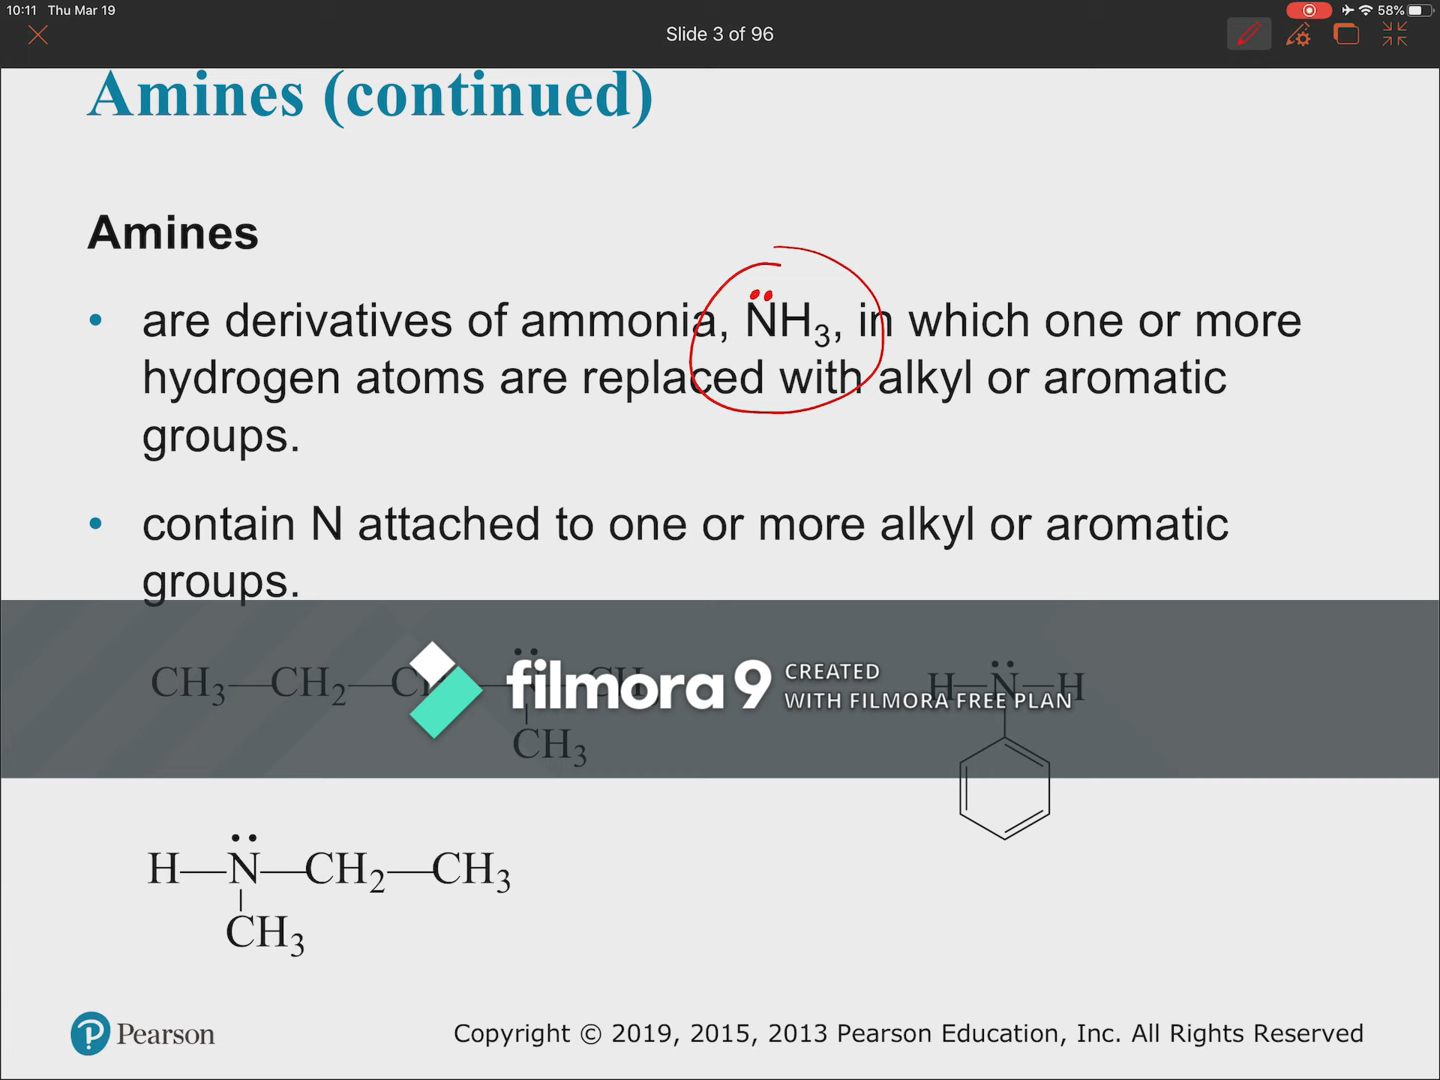 10:11 Thu Mar 19
58%
Slide 3 of 96
Amines (continued)
Amines
• are derivatives of ammonia, N̈H₃, in which one or more
hydrogen atoms are replaced with alkyl or aromatic
groups.
• contain N attached to one or more alkyl or aromatic
groups.
CH₃—CH₂—
CH₃
H—N̈—H
filmora9 CREATED
WITH FILMORA FREE PLAN
H—N̈—CH₂—CH₃
CH₃
Pearson
Copyright © 2019, 2015, 2013 Pearson Education, Inc. All Rights Reserved